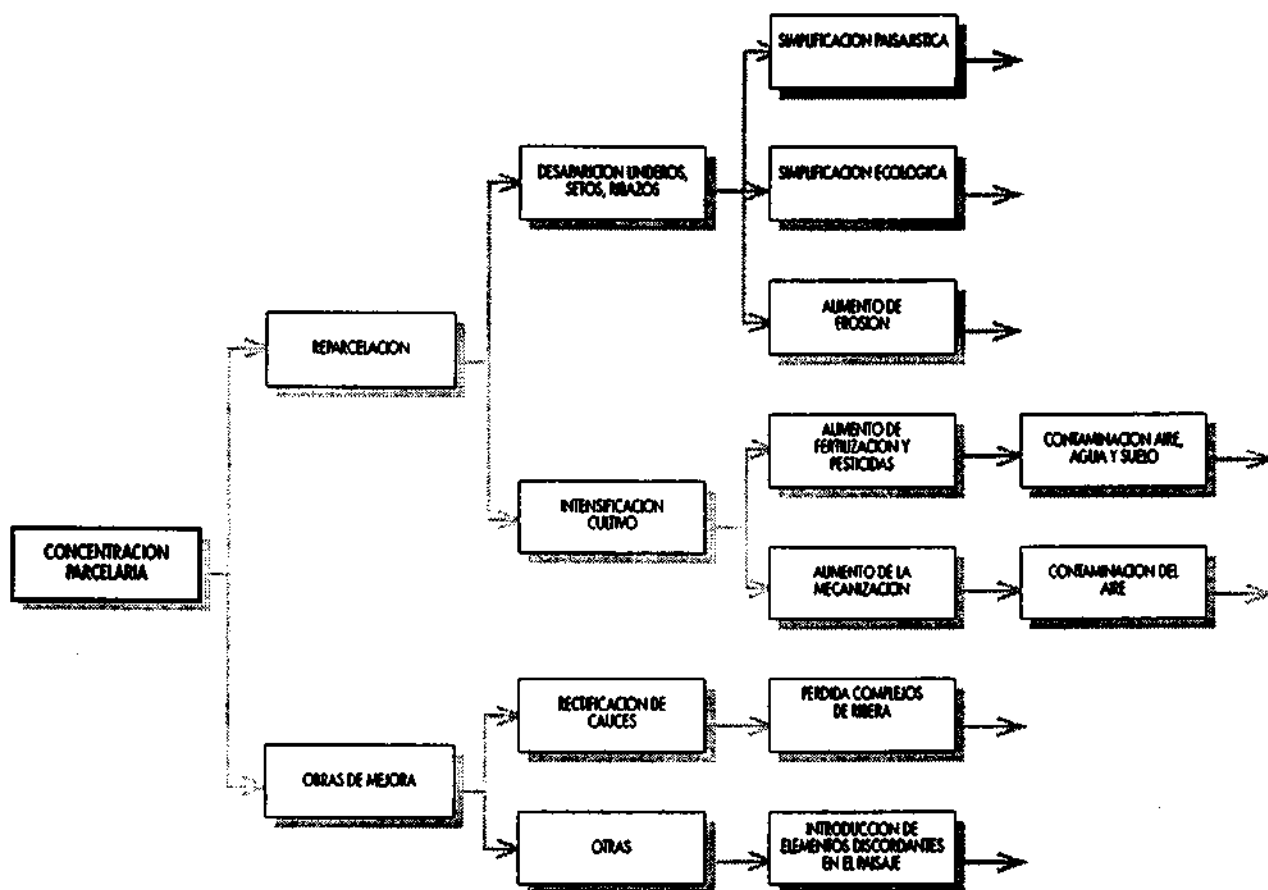 SIMPLIFICACION PAISAJISTICA
DESAPARICION LINDEROS,
SETOS, RIBAZOS
SIMPLIFICACION ECOLOGICA
AUMENTO DE
EROSION
REPARCELACION
AUMENTO DE
FERTILIZACION Y
PESTICIDAS
CONTAMINACION AIRE,
AGUA Y SUELO
INTENSIFICACION
CULTIVO
CONCENTRACION
PARCELARIA
AUMENTO DE LA
MECANIZACION
CONTAMINACION DEL
AIRE
RECTIFICACION DE
CAUCES
PERDIDA COMPLEJOS
DE RIBERA
OBRAS DE MEJORA
OTRAS
INTRODUCCION DE
ELEMENTOS DISCORDANTES
EN EL PAISAJE